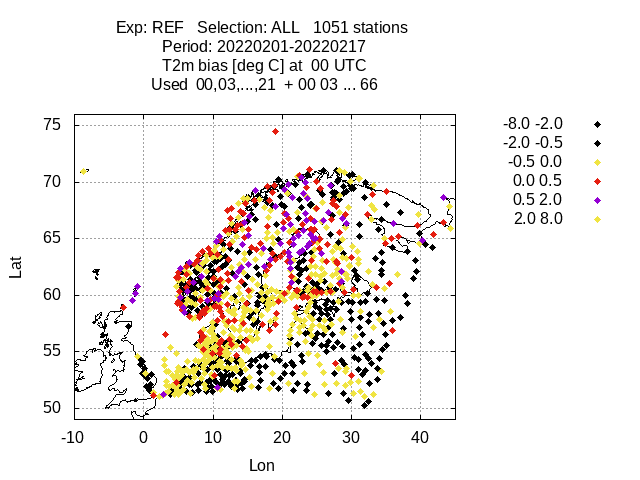 Exp: REF   Selection: ALL   1051 stations
Period: 20220201-20220217
T2m bias [deg C] at  00 UTC
Used  00,03,...,21  + 00 03 ... 66
-8.0 -2.0
-2.0 -0.5
-0.5 0.0
0.0 0.5
0.5 2.0
2.0 8.0
75
70
65
60
55
50
Lat
-10 0 10 20 30 40
Lon